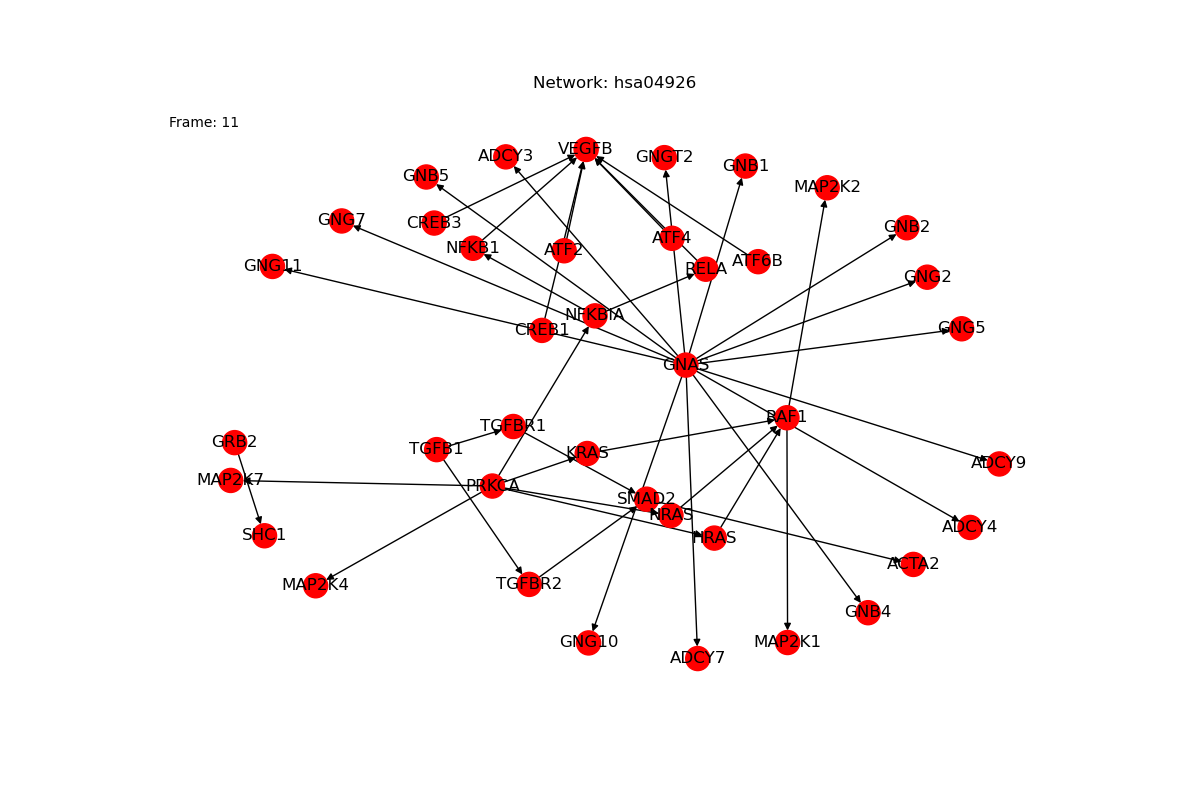 Network: hsa04926
Frame: 11
VEGFB
ADCY3
GNGT2
GNB1
GNB5
MAP2K2
GNG7
CREB3
GNB2
ATF4
NFKB1
ATF2
ATF6B
GNG11
RELA
GNG2
NFKBIA
CREB1
GNG5
GNAS
RAF1
TGFBR1
GRB2
TGFB1
KRAS
ADCY9
MAP2K7
PRKCA
SMAD2
NRAS
ADCY4
SHC1
HRAS
ACTA2
MAP2K4
TGFBR2
GNB4
GNG10
MAP2K1
ADCY7